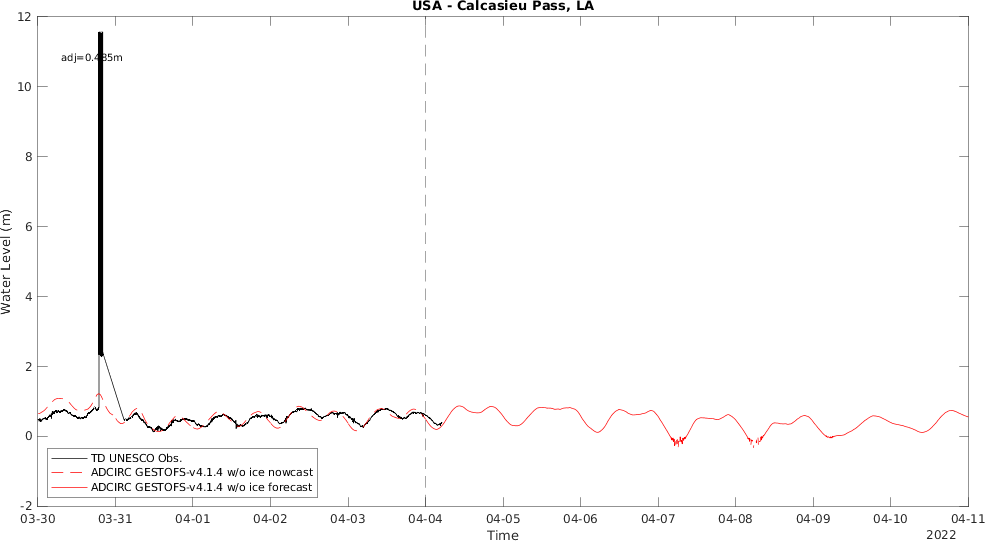 USA - Calcasieu Pass, LA
12
adj=0.485m
10
8
6
4
2
0
-2
Water Level (m)
TD UNESCO Obs.
ADCIRC GESTOFS-v4.1.4 w/o ice nowcast
ADCIRC GESTOFS-v4.1.4 w/o ice forecast
03-30 03-31 04-01 04-02 04-03 04-04 04-05 04-06 04-07 04-08 04-09 04-10 04-11
Time
2022